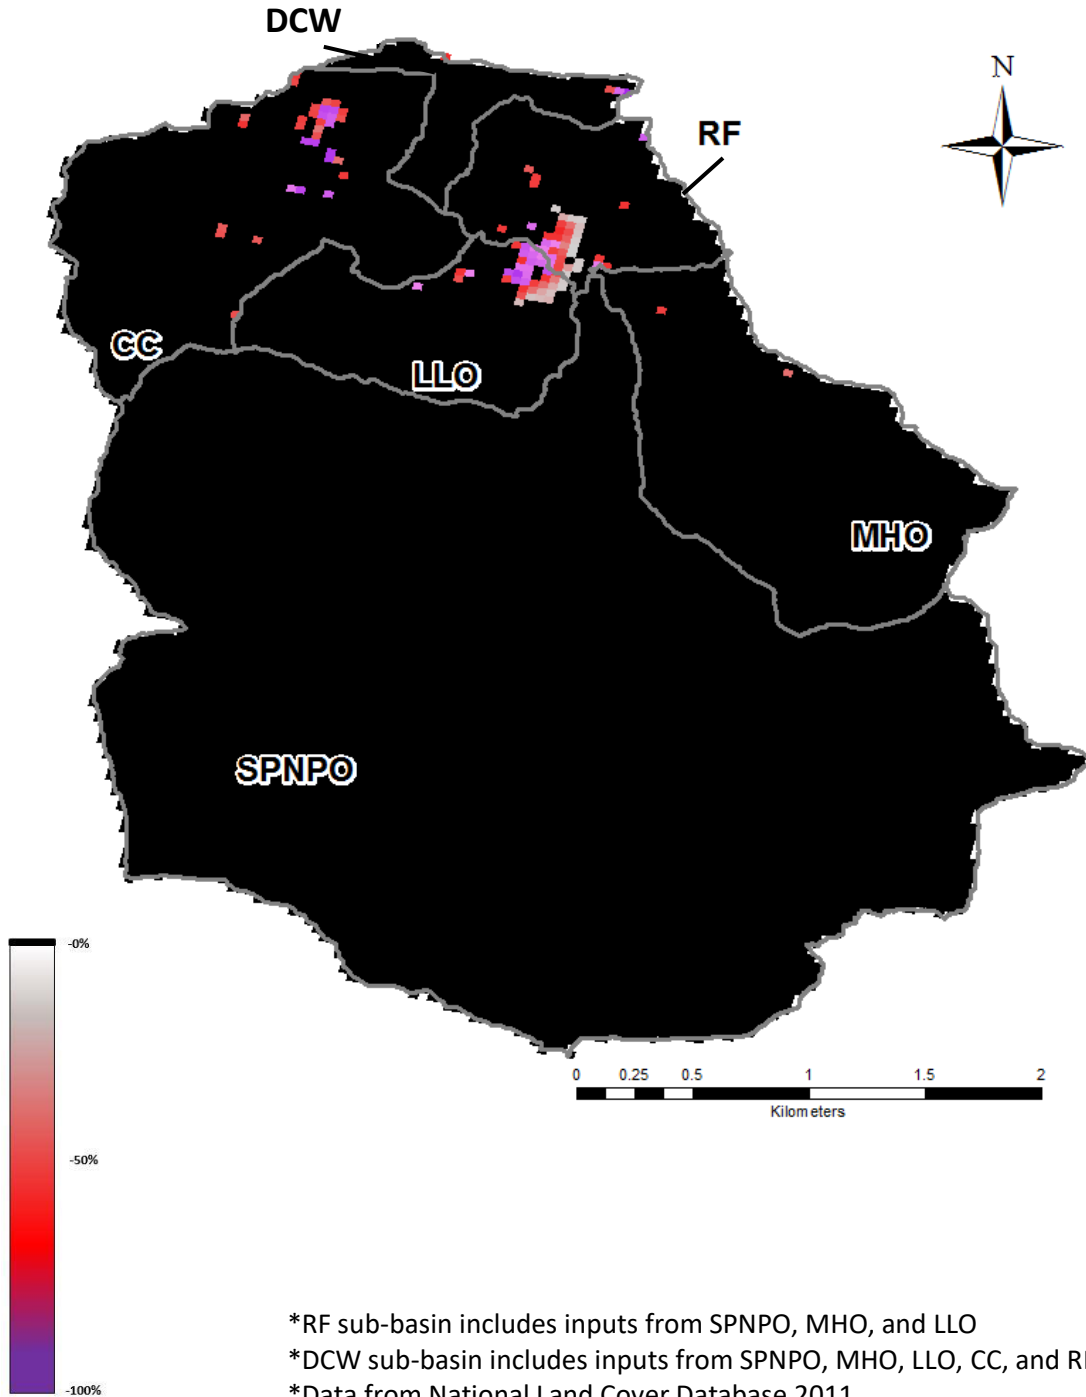 DCW
N
RF
CC
LLO
MHO
SPNPO
-0%
-50%
-100%
0 0.25 0.5 1 1.5 2
Kilometers
*RF sub-basin includes inputs from SPNPO, MHO, and LLO
*DCW sub-basin includes inputs from SPNPO, MHO, LLO, CC, and
*Data from National Land Cover Database 2011